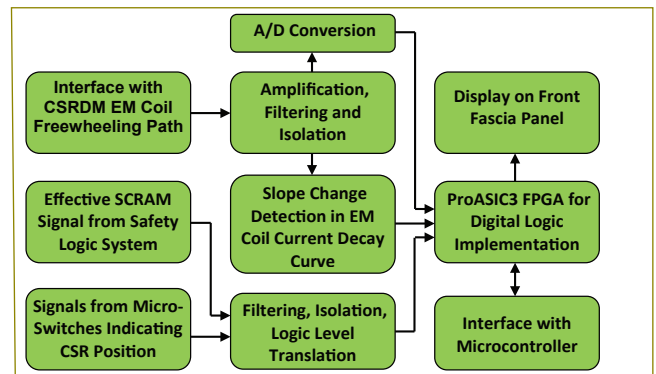 A/D Conversion
Interface with
CSRDM EM Coil
Freewheeling Path
Amplification,
Filtering and
Isolation
Display on Front
Fascia Panel
Effective SCRAM
Signal from Safety
Logic System
Slope Change
Detection in EM
Coil Current Decay
Curve
ProASIC3 FPGA for
Digital Logic
Implementation
Signals from Micro-
Switches Indicating
CSR Position
Filtering, Isolation,
Logic Level
Translation
Interface with
Microcontroller